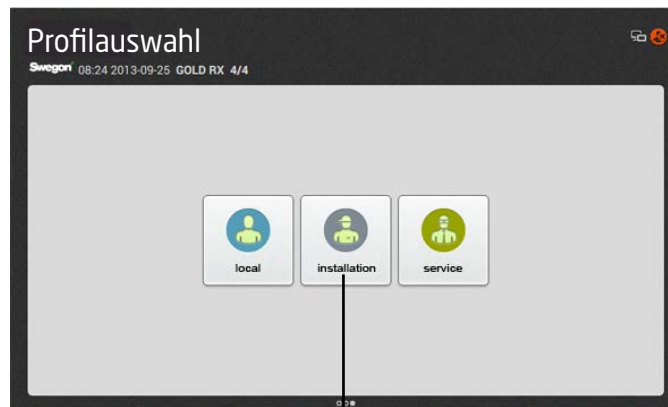 Profilauswahl
Swegon 08:24 2013-09-25 GOLD RX 4/4
local installation service